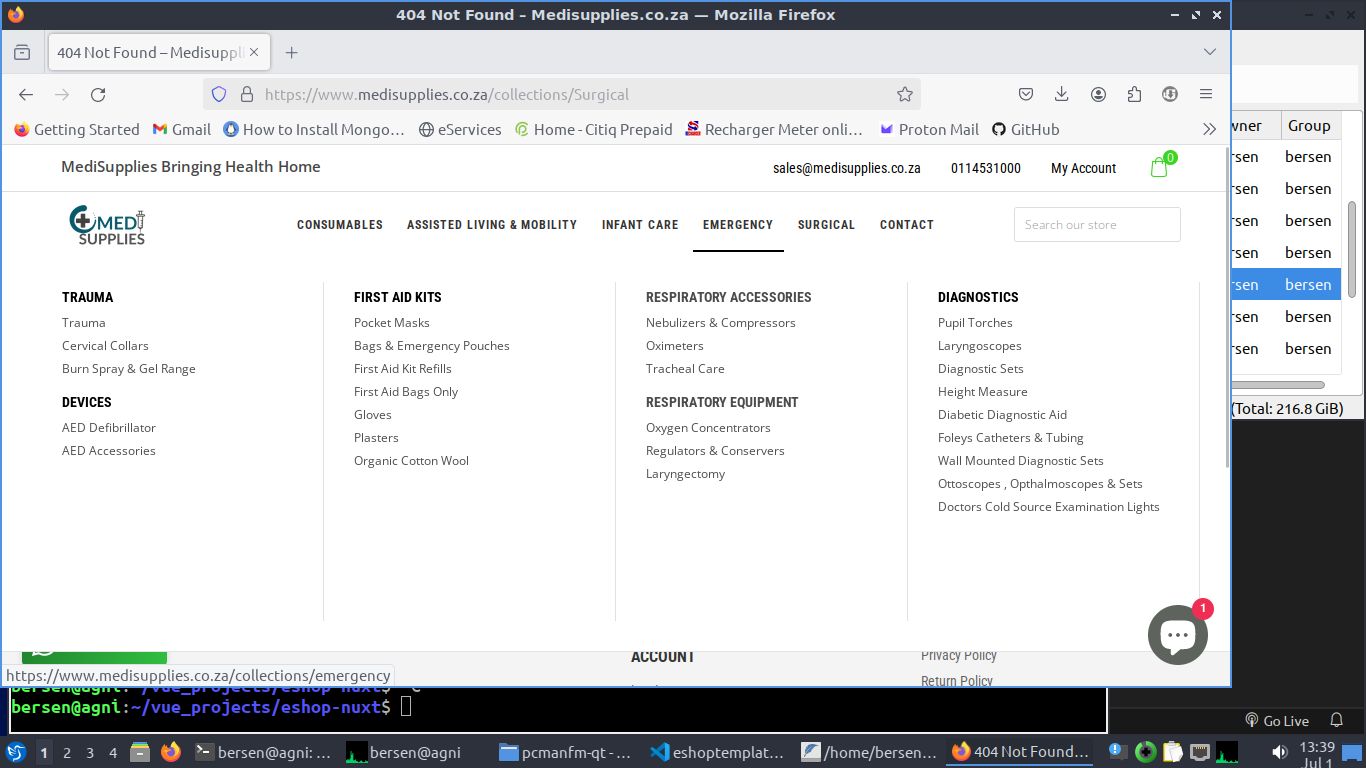 404 Not Found – Medisupplies.co.za — Mozilla Firefox
404 Not Found – Medisuppli
https://www.medisupplies.co.za/collections/Surgical
Getting Started
Gmail
How to Install Mongo…
eServices
Home - Citiq Prepaid
Recharger Meter onli…
Proton Mail
GitHub
MediSupplies Bringing Health Home
sales@medisupplies.co.za
0114531000
My Account
0
MEDI
SUPPLIES
CONSUMABLES
ASSISTED LIVING & MOBILITY
INFANT CARE
EMERGENCY
SURGICAL
CONTACT
Search our store
TRAUMA
Trauma
Cervical Collars
Burn Spray & Gel Range
DEVICES
AED Defibrillator
AED Accessories
FIRST AID KITS
Pocket Masks
Bags & Emergency Pouches
First Aid Kit Refills
First Aid Bags Only
Gloves
Plasters
Organic Cotton Wool
RESPIRATORY ACCESSORIES
Nebulizers & Compressors
Oximeters
Tracheal Care
RESPIRATORY EQUIPMENT
Oxygen Concentrators
Regulators & Conservers
Laryngectomy
DIAGNOSTICS
Pupil Torches
Laryngoscopes
Diagnostic Sets
Height Measure
Diabetic Diagnostic Aid
Foleys Catheters & Tubing
Wall Mounted Diagnostic Sets
Ottoscopes , Opthalmoscopes & Sets
Doctors Cold Source Examination Lights
1
ACCOUNT
Privacy Policy
Return Policy
https://www.medisupplies.co.za/collections/emergency
wner Group
rsen bersen
rsen bersen
rsen bersen
rsen bersen
rsen bersen
rsen bersen
rsen bersen
(Total: 216.8 GiB)
bersen@agni:~/vue_projects/eshop-nuxt$ ^C
bersen@agni:~/vue_projects/eshop-nuxt$
Go Live
1 2 3 4
bersen@agni: …
bersen@agni
pcmanfm-qt - …
eshoptemplat…
/home/bersen…
404 Not Found…
13:39
Jul 1